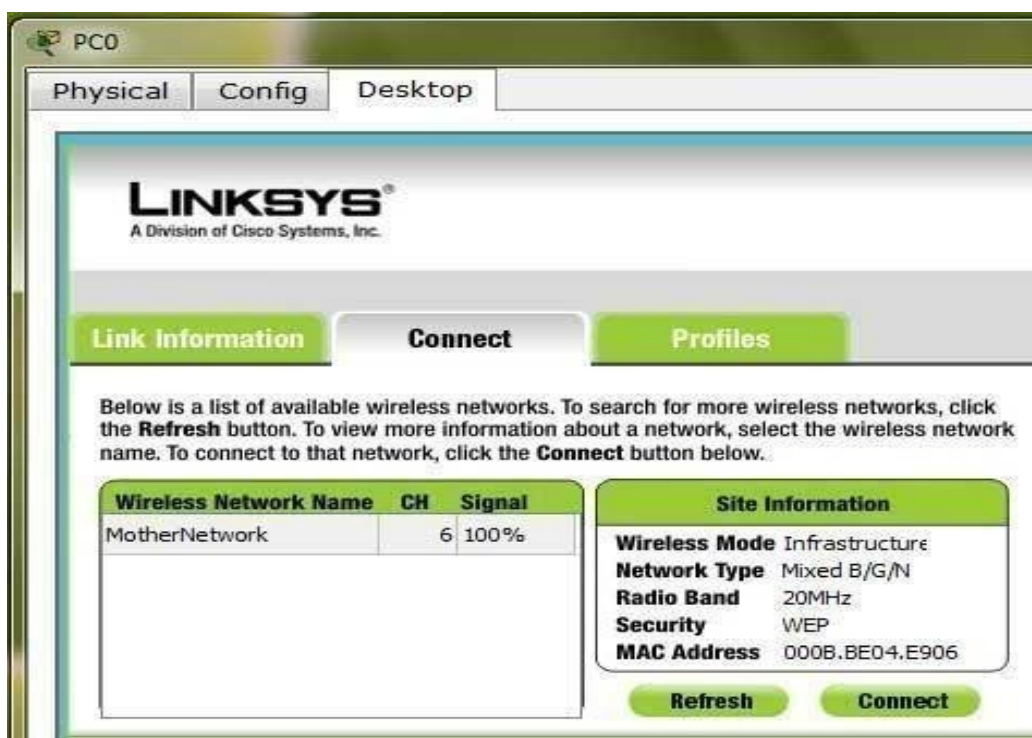 PC0
Physical Config Desktop
LINKSYS®
A Division of Cisco Systems, Inc.
Link Information Connect Profiles
Below is a list of available wireless networks. To search for more wireless networks, click
the Refresh button. To view more information about a network, select the wireless network
name. To connect to that network, click the Connect button below.
Wireless Network Name CH Signal
MotherNetwork 6 100%
Site Information
Wireless Mode Infrastructure
Network Type Mixed B/G/N
Radio Band 20MHz
Security WEP
MAC Address 000B.BE04.E906
Refresh Connect